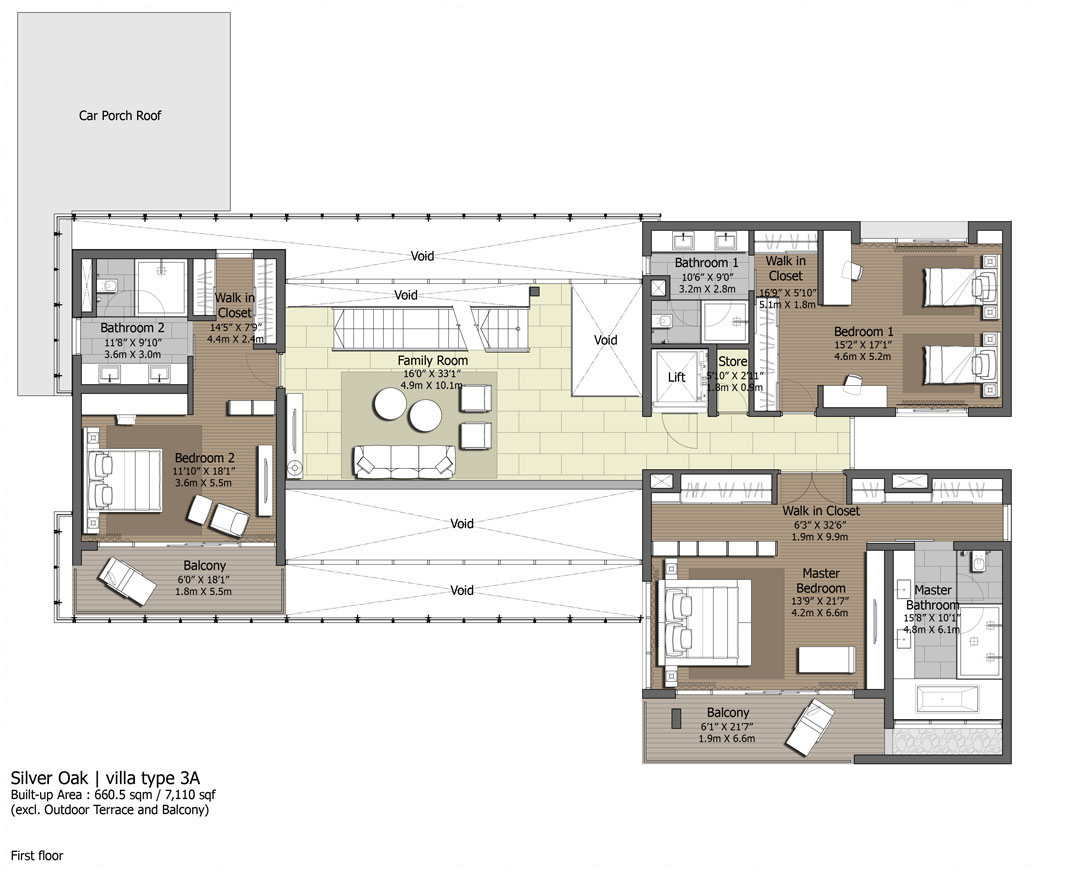 Car Porch Roof
Void
Void
Void
Bathroom 1
10'6" X 9'0"
3.2m X 2.8m
Walk in
Closet
16'9" X 5'10"
5.1m X 1.8m
Bedroom 1
15'2" X 17'1"
4.6m X 5.2m
Walk in
Closet
14'5" X 7'9"
4.4m X 2.4m
Bathroom 2
11'8" X 9'10"
3.6m X 3.0m
Family Room
16'0" X 33'1"
4.9m X 10.1m
Lift
Store
5'10" X 2'11"
1.8m X 0.9m
Bedroom 2
11'10" X 18'1"
3.6m X 5.5m
Void
Void
Balcony
6'0" X 18'1"
1.8m X 5.5m
Walk in Closet
6'3" X 32'6"
1.9m X 9.9m
Master
Bedroom
13'9" X 21'7"
4.2m X 6.6m
Master
Bathroom
15'8" X 10'1"
4.8m X 6.1m
Balcony
6'1" X 21'7"
1.9m X 6.6m
Silver Oak | villa type 3A
Built-up Area : 660.5 sqm / 7,110 sqf
(excl. Outdoor Terrace and Balcony)
First floor